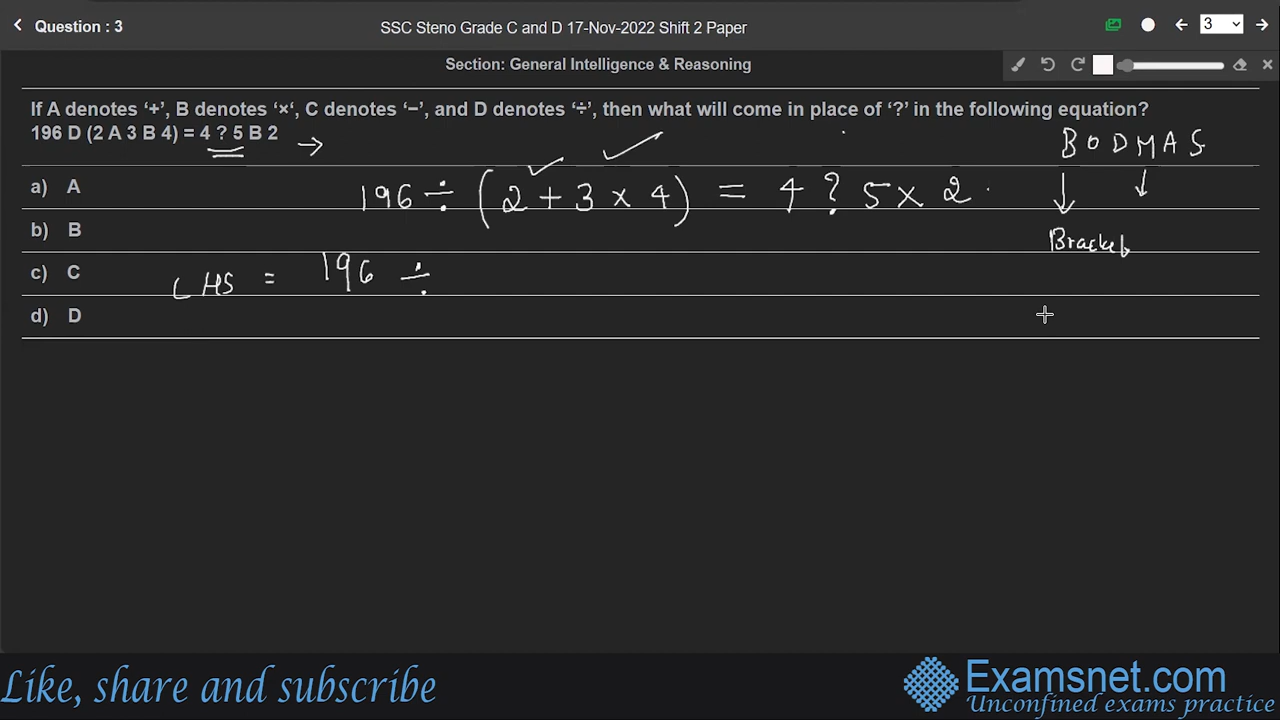 Question : 3
SSC Steno Grade C and D 17-Nov-2022 Shift 2 Paper
3
Section: General Intelligence & Reasoning
If A denotes ‘+’, B denotes ‘×‘, C denotes ‘−’, and D denotes ‘÷’, then what will come in place of ‘?’ in the following equation?
196 D (2 A 3 B 4) = 4 ? 5 B 2 →
BODMAS
a) A
196 ÷ (2 + 3 × 4) = 4 ? 5 × 2
b) B
Bracket
c) C
LHS = 196 ÷
d) D
Like, share and subscribe
Examsnet.com
Unconfined exams practice